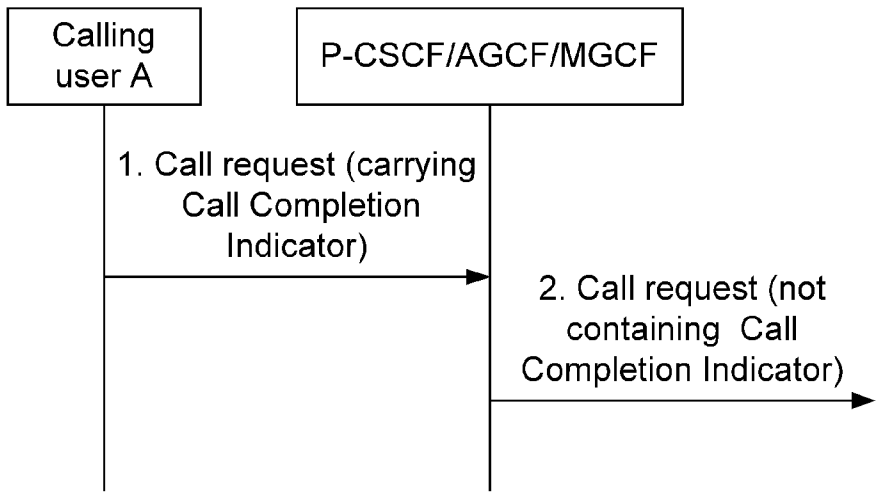 Calling
user A
P-CSCF/AGCF/MGCF
1. Call request (carrying
Call Completion
Indicator)
2. Call request (not
containing Call
Completion Indicator)